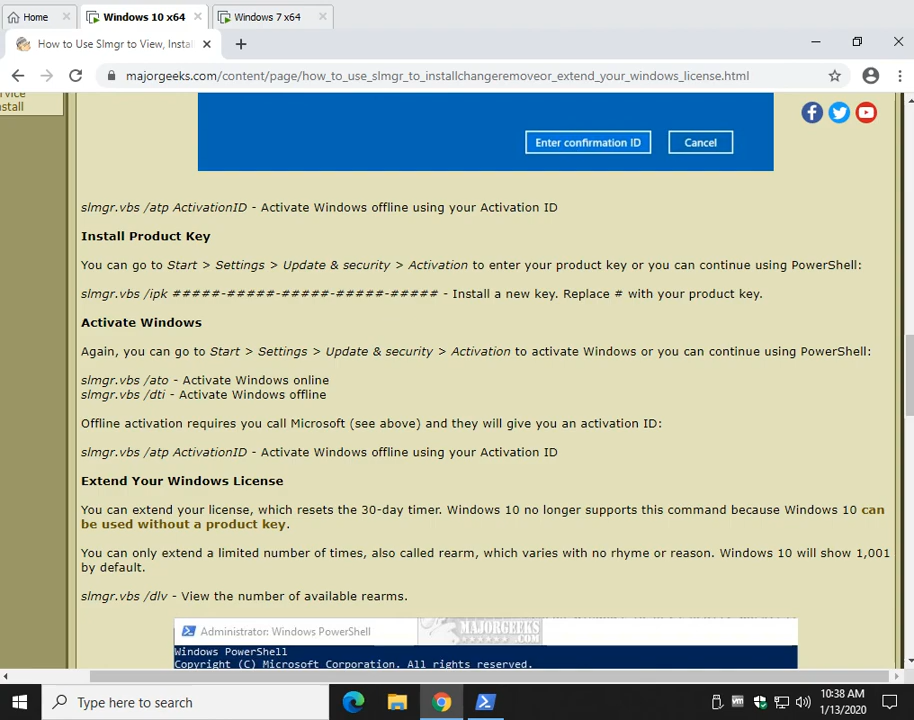 Home
Windows 10 x64
Windows 7 x64
How to Use Slmgr to View, Instal
majorgeeks.com/content/page/how_to_use_slmgr_to_installchangeremoveor_extend_your_windows_license.html
Enter confirmation ID
Cancel
slmgr.vbs /atp ActivationID - Activate Windows offline using your Activation ID
Install Product Key
You can go to Start > Settings > Update & security > Activation to enter your product key or you can continue using PowerShell:
slmgr.vbs /ipk #####-#####-#####-#####-##### - Install a new key. Replace # with your product key.
Activate Windows
Again, you can go to Start > Settings > Update & security > Activation to activate Windows or you can continue using PowerShell:
slmgr.vbs /ato - Activate Windows online
slmgr.vbs /dti - Activate Windows offline
Offline activation requires you call Microsoft (see above) and they will give you an activation ID:
slmgr.vbs /atp ActivationID - Activate Windows offline using your Activation ID
Extend Your Windows License
You can extend your license, which resets the 30-day timer. Windows 10 no longer supports this command because Windows 10 can
be used without a product key.
You can only extend a limited number of times, also called rearm, which varies with no rhyme or reason. Windows 10 will show 1,001
by default.
slmgr.vbs /dlv - View the number of available rearms.
Administrator: Windows PowerShell
MAJORGEEKS
.COM
Windows PowerShell
Copyright (C) Microsoft Corporation. All rights reserved.
Type here to search
10:38 AM
1/13/2020